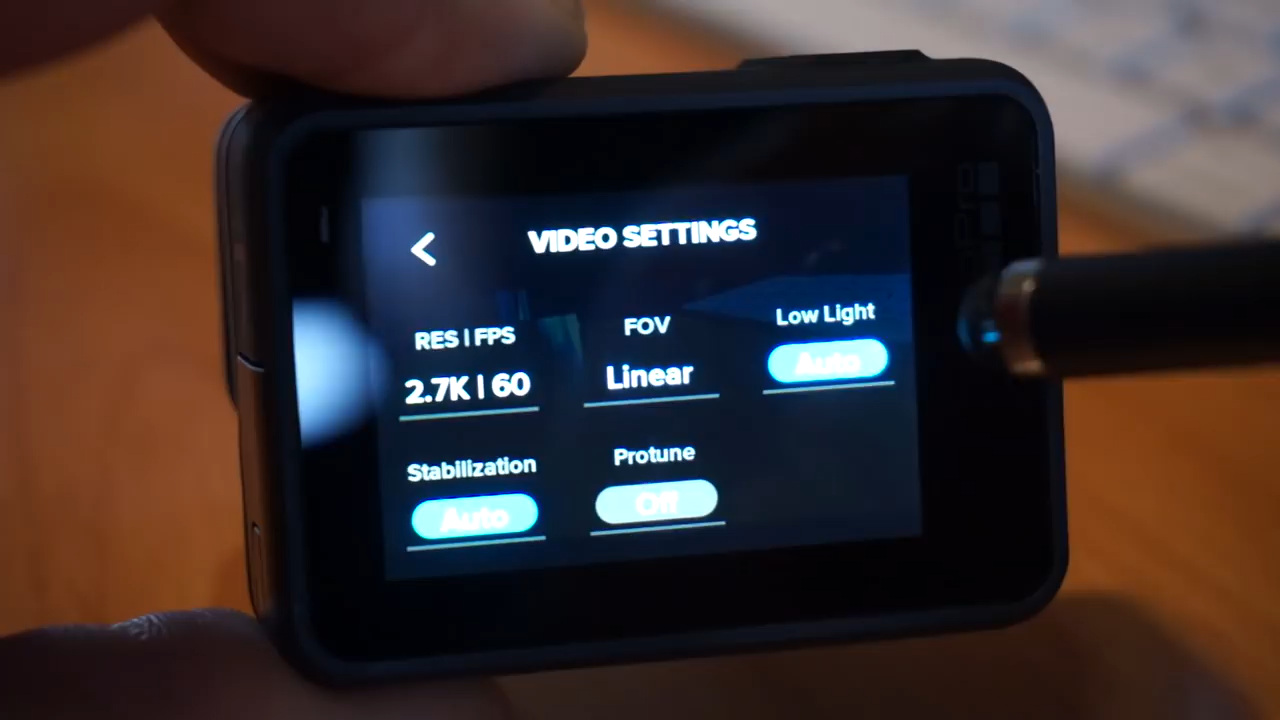 VIDEO SETTINGS
RES | FPS
2.7K | 60
FOV
Linear
Low Light
Auto
Stabilization
Auto
Protune
Off